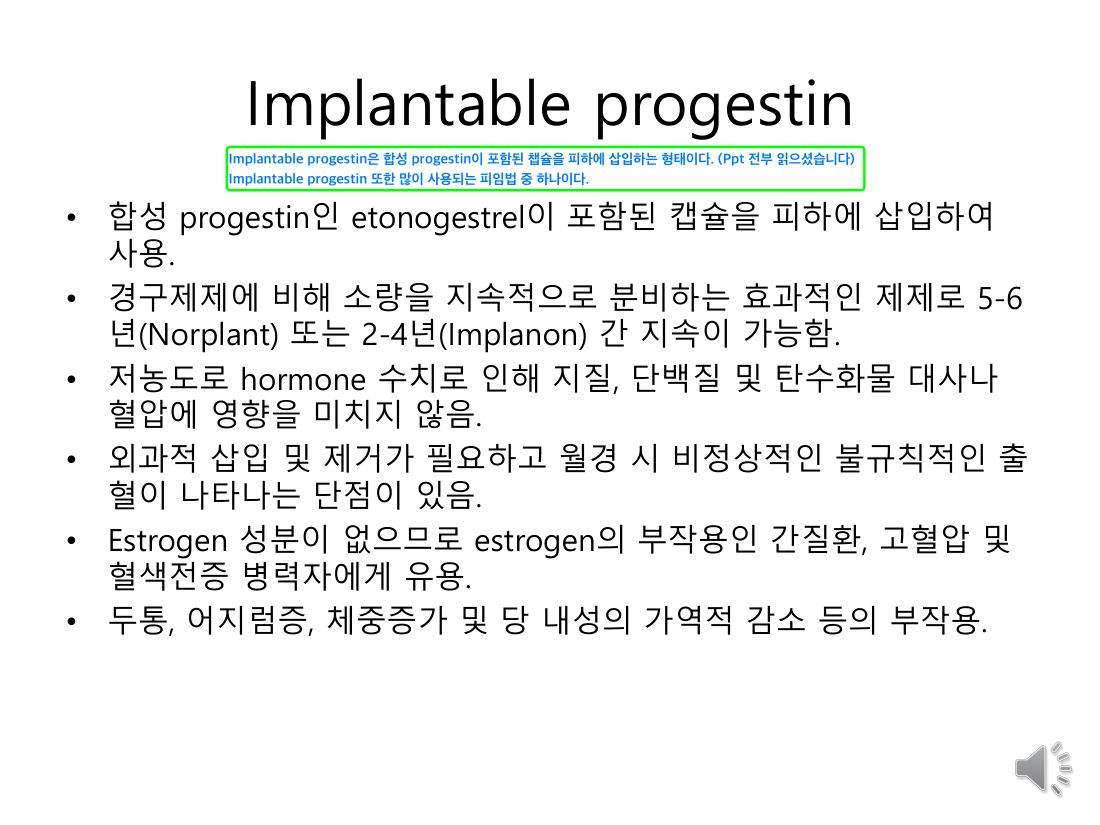 Implantable progestin
Implantable progestin은 합성 progestin이 포함된 캡슐을 피하에 삽입하는 형태이다. (Ppt 전부 읽으셨습니다)
Implantable progestin 또한 많이 사용되는 피임법 중 하나이다.
• 합성 progestin인 etonogestrel이 포함된 캡슐을 피하에 삽입하여
사용.
• 경구제제에 비해 소량을 지속적으로 분비하는 효과적인 제제로 5-6
년(Norplant) 또는 2-4년(Implanon) 간 지속이 가능함.
• 저농도로 hormone 수치로 인해 지질, 단백질 및 탄수화물 대사나
혈압에 영향을 미치지 않음.
• 외과적 삽입 및 제거가 필요하고 월경 시 비정상적인 불규칙적인 출
혈이 나타나는 단점이 있음.
• Estrogen 성분이 없으므로 estrogen의 부작용인 간질환, 고혈압 및
혈색전증 병력자에게 유용.
• 두통, 어지럼증, 체중증가 및 당 내성의 가역적 감소 등의 부작용.